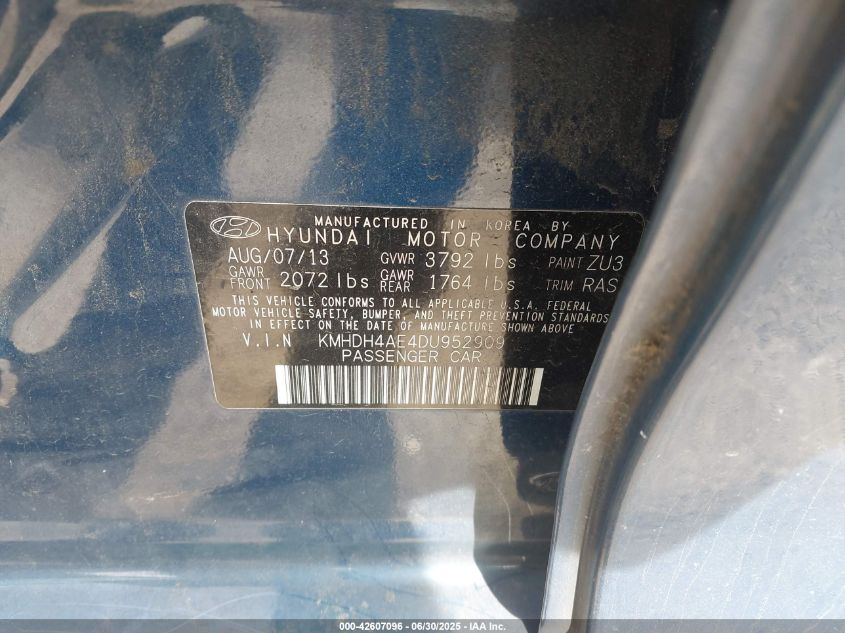 MANUFACTURED IN KOREA BY
HYUNDAI MOTOR COMPANY
AUG/07/13 GVWR 3792 lbs PAINT ZU3
GAWR FRONT 2072 lbs GAWR REAR 1764 lbs TRIM RAS
THIS VEHICLE CONFORMS TO ALL APPLICABLE U.S.A. FEDERAL
MOTOR VEHICLE SAFETY, BUMPER, AND THEFT PREVENTION STANDARDS
IN EFFECT ON THE DATE OF MANUFACTURE SHOWN ABOVE
V.I.N KMHDH4AE4DU952909
PASSENGER CAR
000-42607096 - 06/30/2025 - IAA Inc.